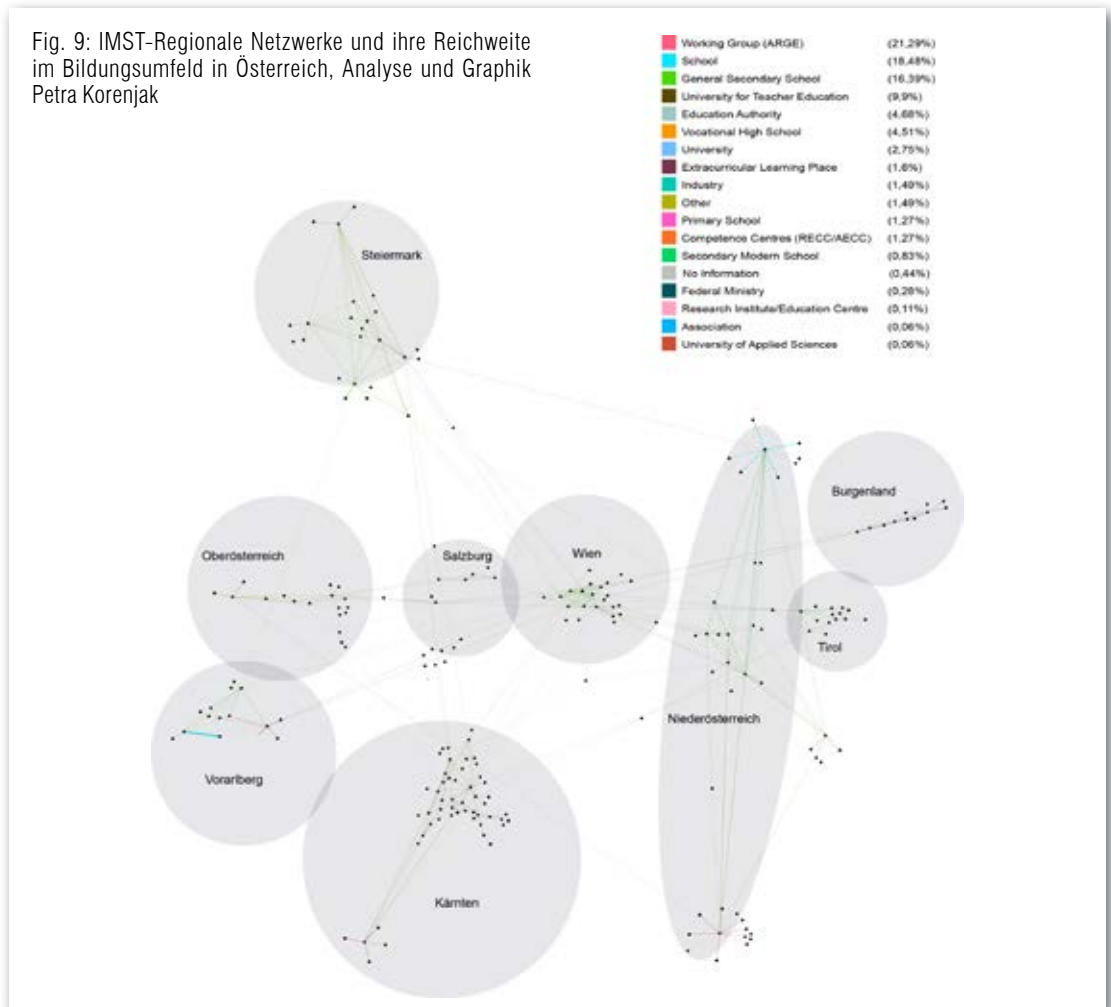 Fig. 9: IMST-Regionale Netzwerke und ihre Reichweite
im Bildungsumfeld in Österreich, Analyse und Graphik
Petra Korenjak
Working Group (ARGE) (21,29%)
School (18,48%)
General Secondary School (16,39%)
University for Teacher Education (9,9%)
Education Authority (4,68%)
Vocational High School (4,51%)
University (2,75%)
Extracurricular Learning Place (1,6%)
Industry (1,49%)
Other (1,49%)
Primary School (1,27%)
Competence Centres (RECC/AECC) (1,27%)
Secondary Modern School (0,83%)
No Information (0,44%)
Federal Ministry (0,28%)
Research Institute/Education Centre (0,11%)
Association (0,06%)
University of Applied Sciences (0,06%)
Steiermark
Burgenland
Oberösterreich
Salzburg
Wien
Tirol
Niederösterreich
Vorarlberg
Kärnten